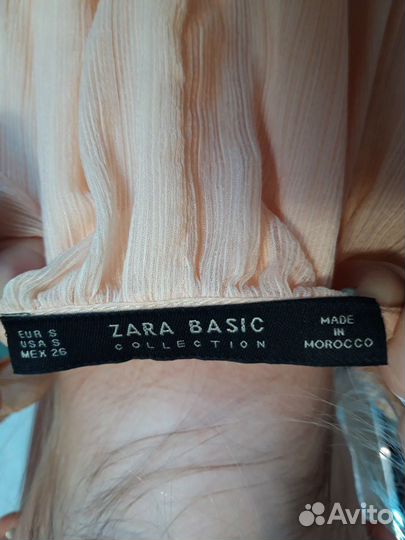 EUR S
USA S
MEX 26
ZARA BASIC
COLLECTION
MADE
IN
MOROCCO
Avito